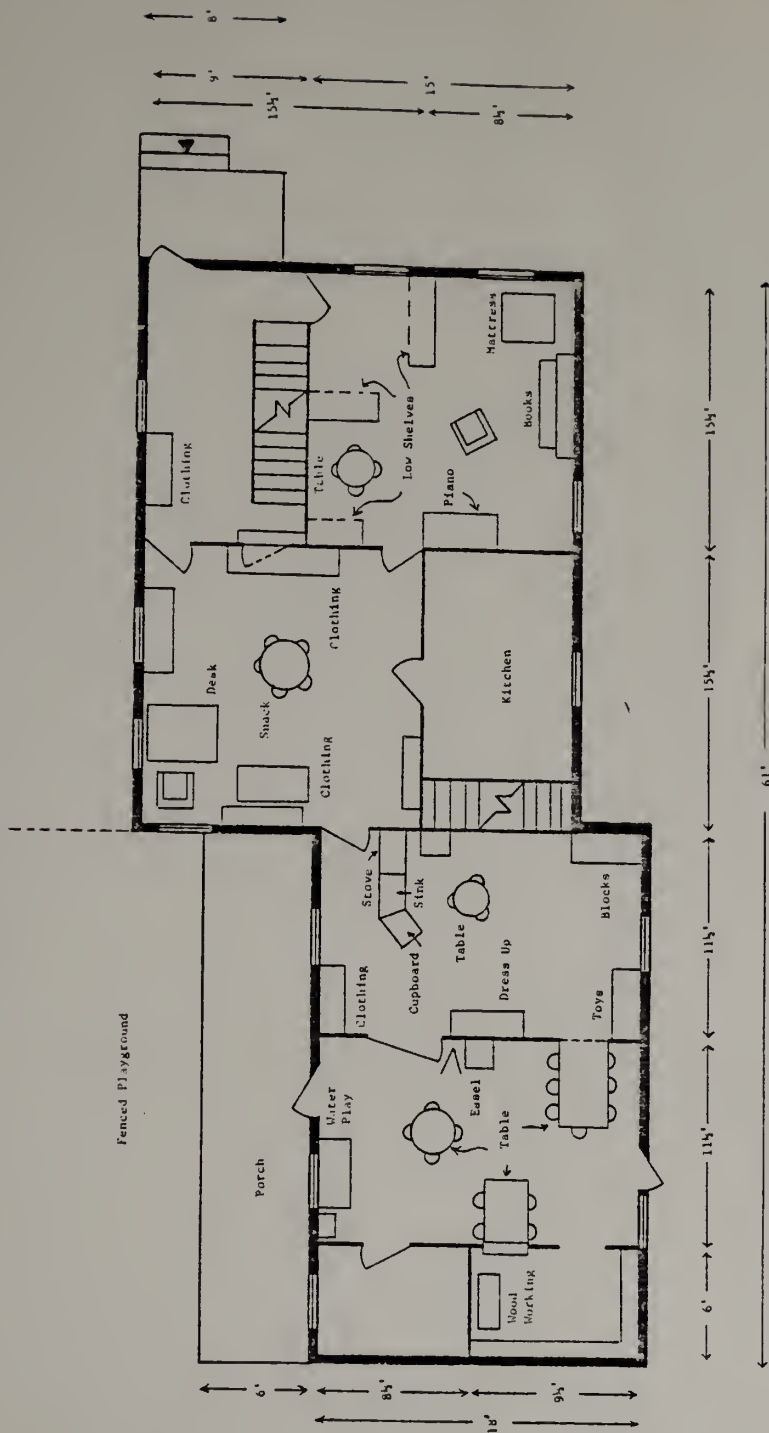 Fenced Playground
Porch
Water
Play
Clothing
Stove
Sink
Cupboard
Table
Dress Up
Easel
Table
Toys
Blocks
Wood
Working
Desk
Snack
Clothing
Clothing
Kitchen
Clothing
Table
Low Shelves
Piano
Books
Mattress
8'
9'
15'
15½'
8½'
6'
8½'
9½'
18'
6'
11½'
11½'
15½'
15½'
61'